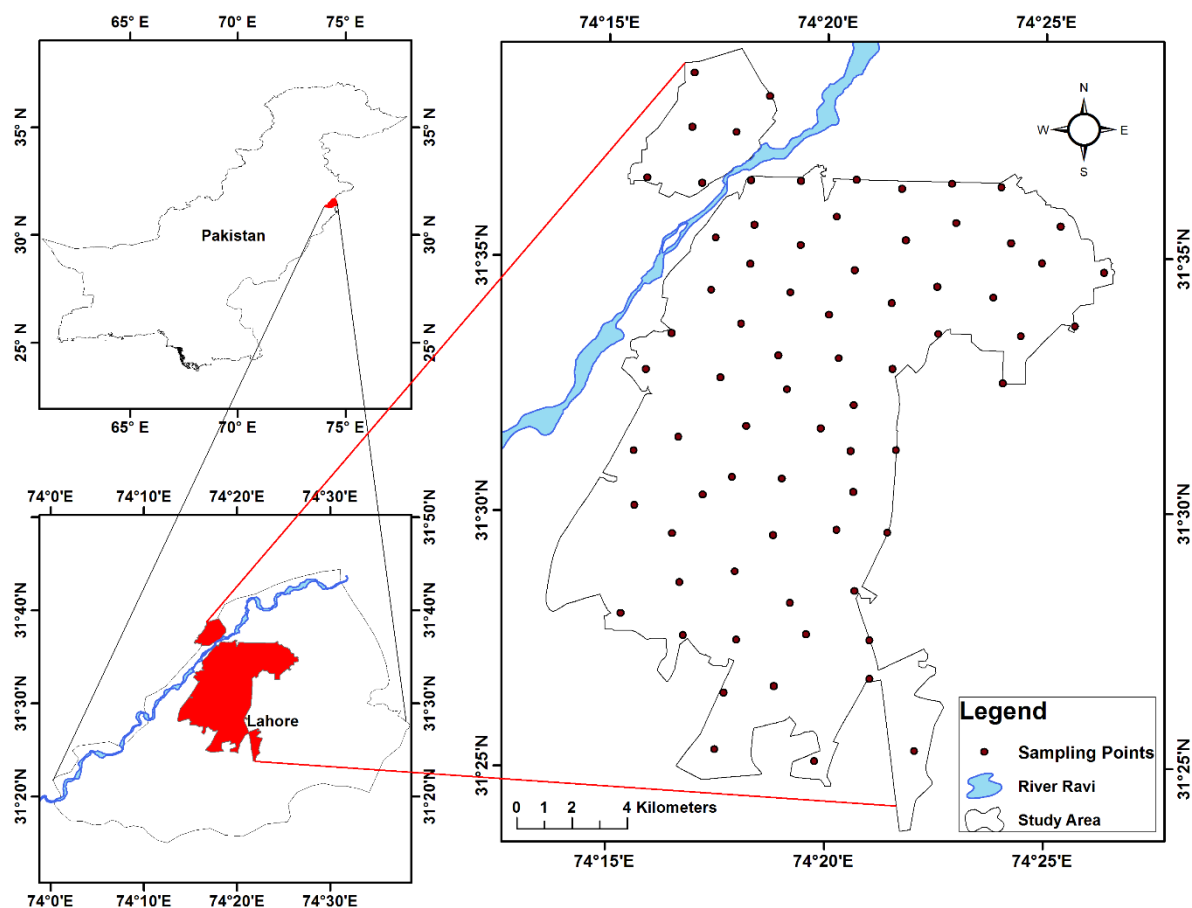 65° E 70° E 75° E
35° N 35° N
Pakistan
30° N 30° N
25° N 25° N
65° E 70° E 75° E
74°0'E 74°10'E 74°20'E 74°30'E
31°50'N
31°40'N 31°40'N
31°30'N 31°30'N
Lahore
31°20'N 31°20'N
74°0'E 74°10'E 74°20'E 74°30'E
74°15'E 74°20'E 74°25'E
N
W E
S
31°35'N 31°35'N
31°30'N 31°30'N
31°25'N 31°25'N
Legend
Sampling Points
River Ravi
Study Area
0 1 2 4 Kilometers
74°15'E 74°20'E 74°25'E